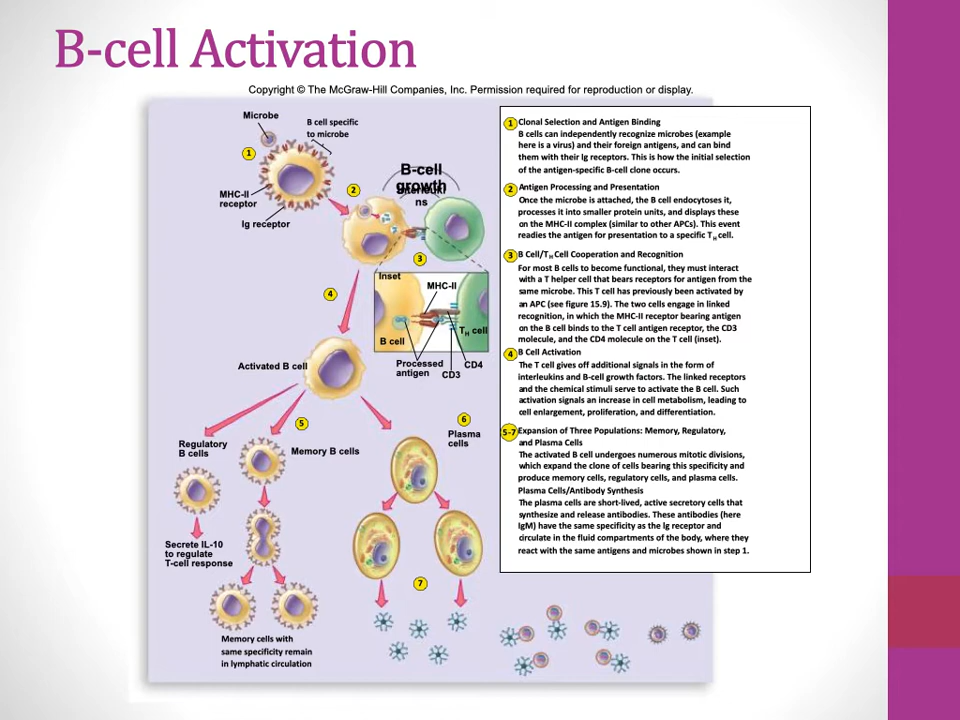 B-cell Activation
Copyright © The McGraw-Hill Companies, Inc. Permission required for reproduction or display.
Microbe
B cell specific
to microbe
1
MHC-II
receptor
Ig receptor
2
B-cell
growth
Interleuki
ns
3
4
Inset
MHC-II
B cell
TH cell
Processed
antigen
CD3
CD4
Activated B cell
5
6
Regulatory
B cells
Memory B cells
Plasma
cells
Secrete IL-10
to regulate
T-cell response
7
Memory cells with
same specificity remain
in lymphatic circulation
1 Clonal Selection and Antigen Binding
B cells can independently recognize microbes (example
here is a virus) and their foreign antigens, and can bind
them with their Ig receptors. This is how the initial selection
of the antigen-specific B-cell clone occurs.
2 Antigen Processing and Presentation
Once the microbe is attached, the B cell endocytoses it,
processes it into smaller protein units, and displays these
on the MHC-II complex (similar to other APCs). This event
readies the antigen for presentation to a specific TH cell.
3 B Cell/TH Cell Cooperation and Recognition
For most B cells to become functional, they must interact
with a T helper cell that bears receptors for antigen from the
same microbe. This T cell has previously been activated by
an APC (see figure 15.9). The two cells engage in linked
recognition, in which the MHC-II receptor bearing antigen
on the B cell binds to the T cell antigen receptor, the CD3
molecule, and the CD4 molecule on the T cell (inset).
4 B Cell Activation
The T cell gives off additional signals in the form of
interleukins and B-cell growth factors. The linked receptors
and the chemical stimuli serve to activate the B cell. Such
activation signals an increase in cell metabolism, leading to
cell enlargement, proliferation, and differentiation.
5-7 Expansion of Three Populations: Memory, Regulatory,
and Plasma Cells
The activated B cell undergoes numerous mitotic divisions,
which expand the clone of cells bearing this specificity and
produce memory cells, regulatory cells, and plasma cells.
Plasma Cells/Antibody Synthesis
The plasma cells are short-lived, active secretory cells that
synthesize and release antibodies. These antibodies (here
IgM) have the same specificity as the Ig receptor and
circulate in the fluid compartments of the body, where they
react with the same antigens and microbes shown in step 1.